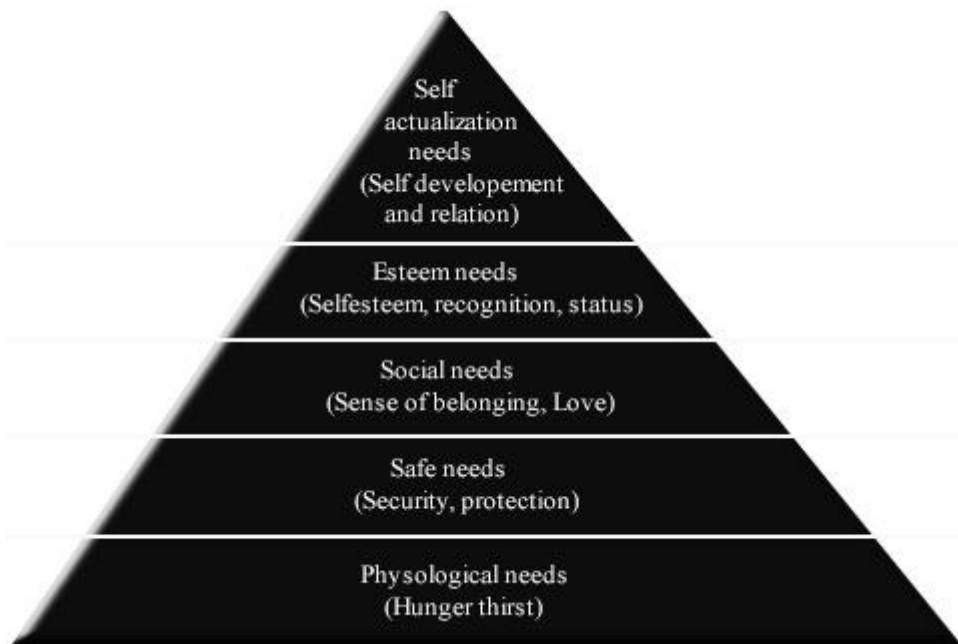 Self
actualization
needs
(Self developement
and relation)
Esteem needs
(Selfesteem, recognition, status)
Social needs
(Sense of belonging, Love)
Safe needs
(Security, protection)
Physological needs
(Hunger thirst)